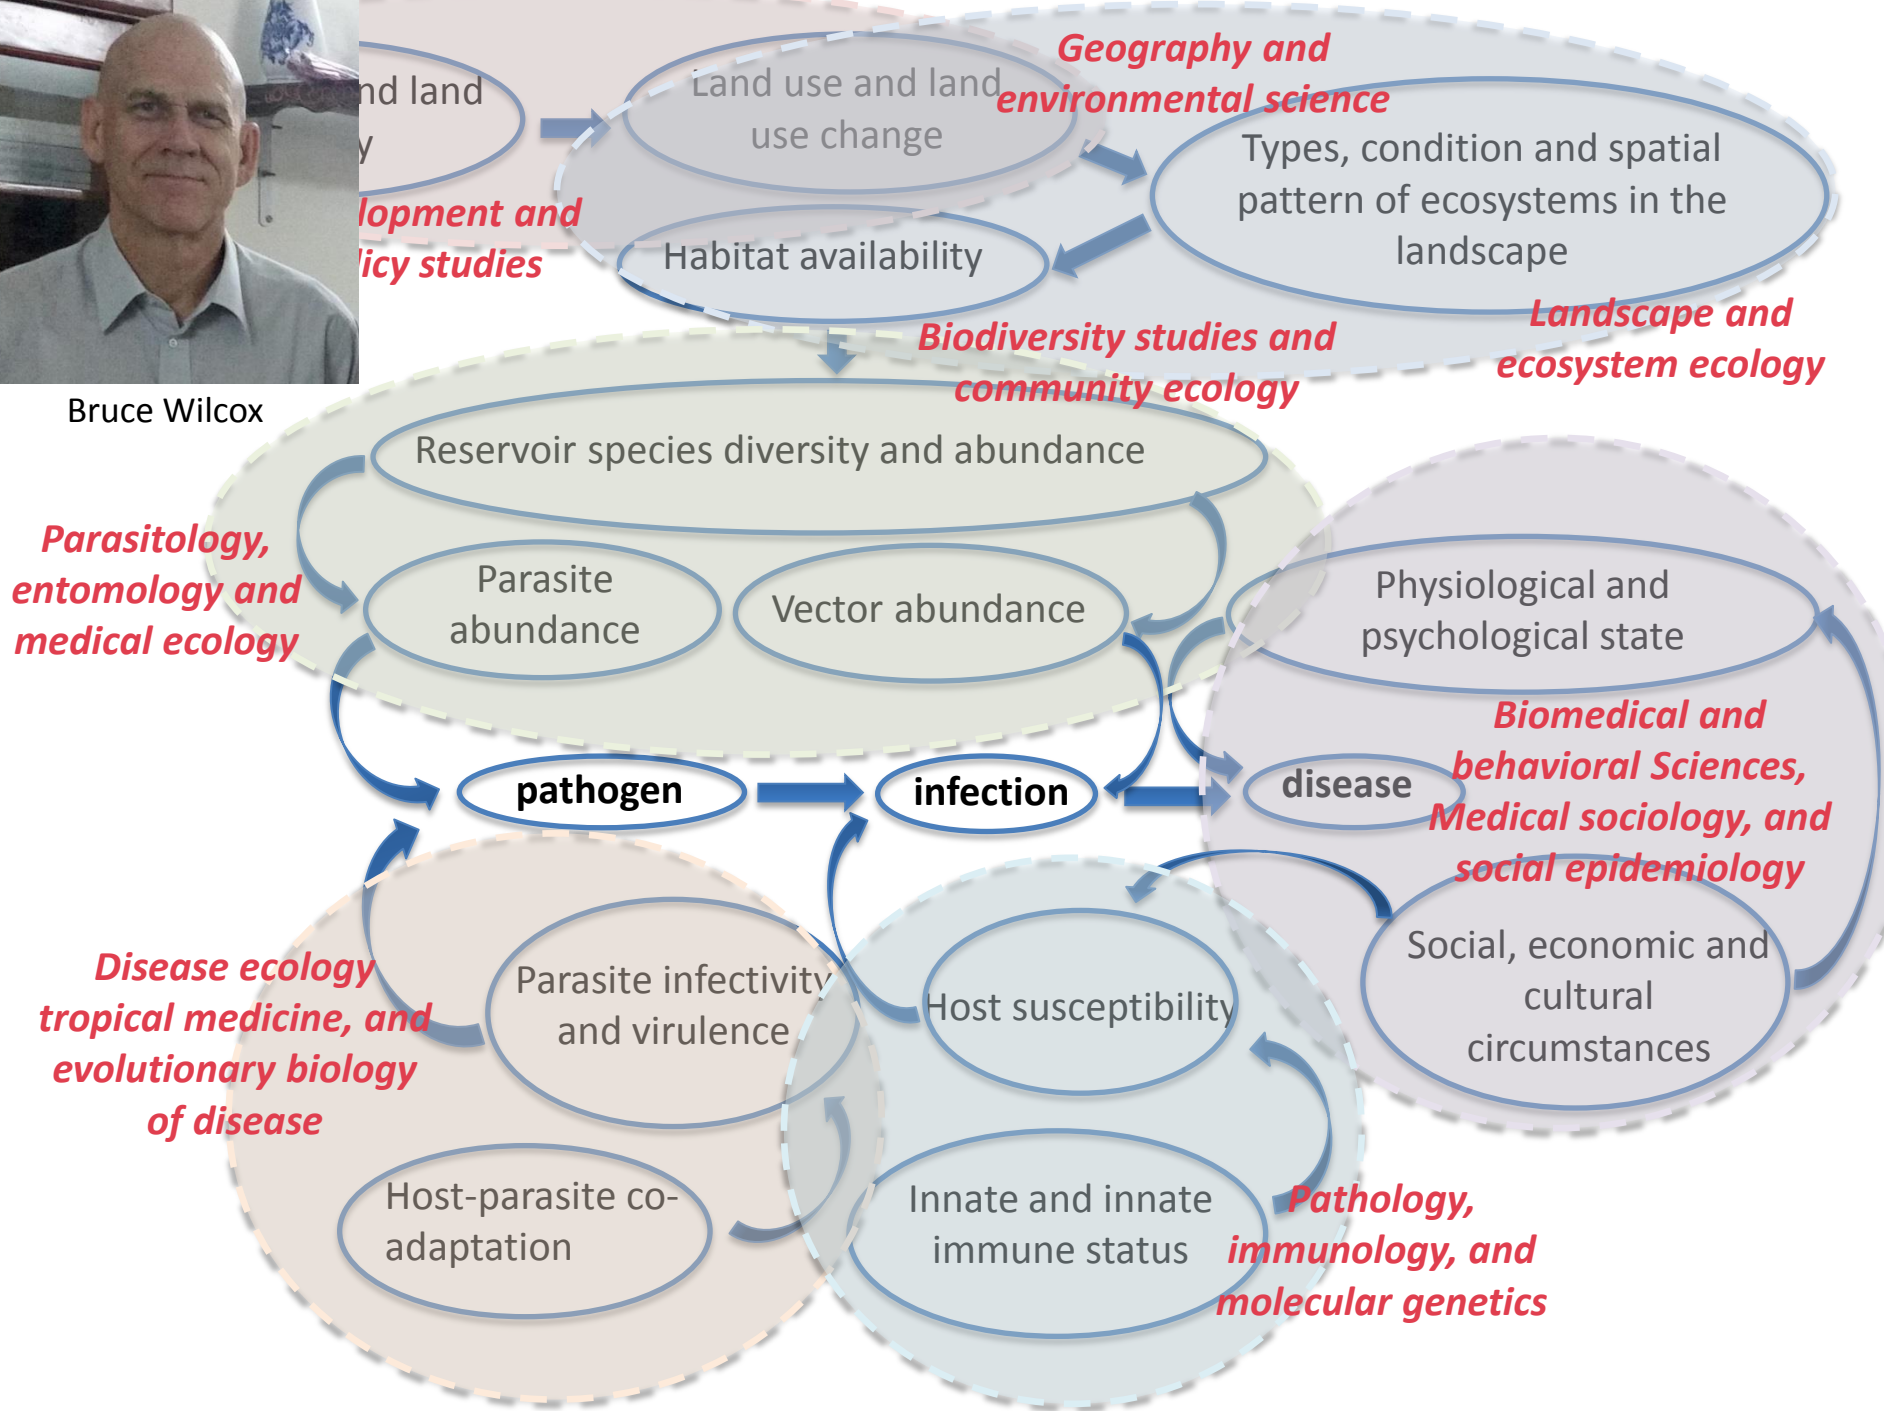 nd land
Land use and land
use change
Geography and
environmental science
Types, condition and spatial
pattern of ecosystems in the
landscape
lopment and
licy studies
Habitat availability
Landscape and
ecosystem ecology
Biodiversity studies and
community ecology
Bruce Wilcox
Reservoir species diversity and abundance
Parasitology,
entomology and
medical ecology
Parasite
abundance
Vector abundance
Physiological and
psychological state
Biomedical and
behavioral Sciences,
Medical sociology, and
social epidemiology
pathogen
infection
disease
Disease ecology
tropical medicine, and
evolutionary biology
of disease
Parasite infectivity
and virulence
Host susceptibility
Social, economic and
cultural
circumstances
Host-parasite co-
adaptation
Innate and innate
immune status
Pathology,
immunology, and
molecular genetics